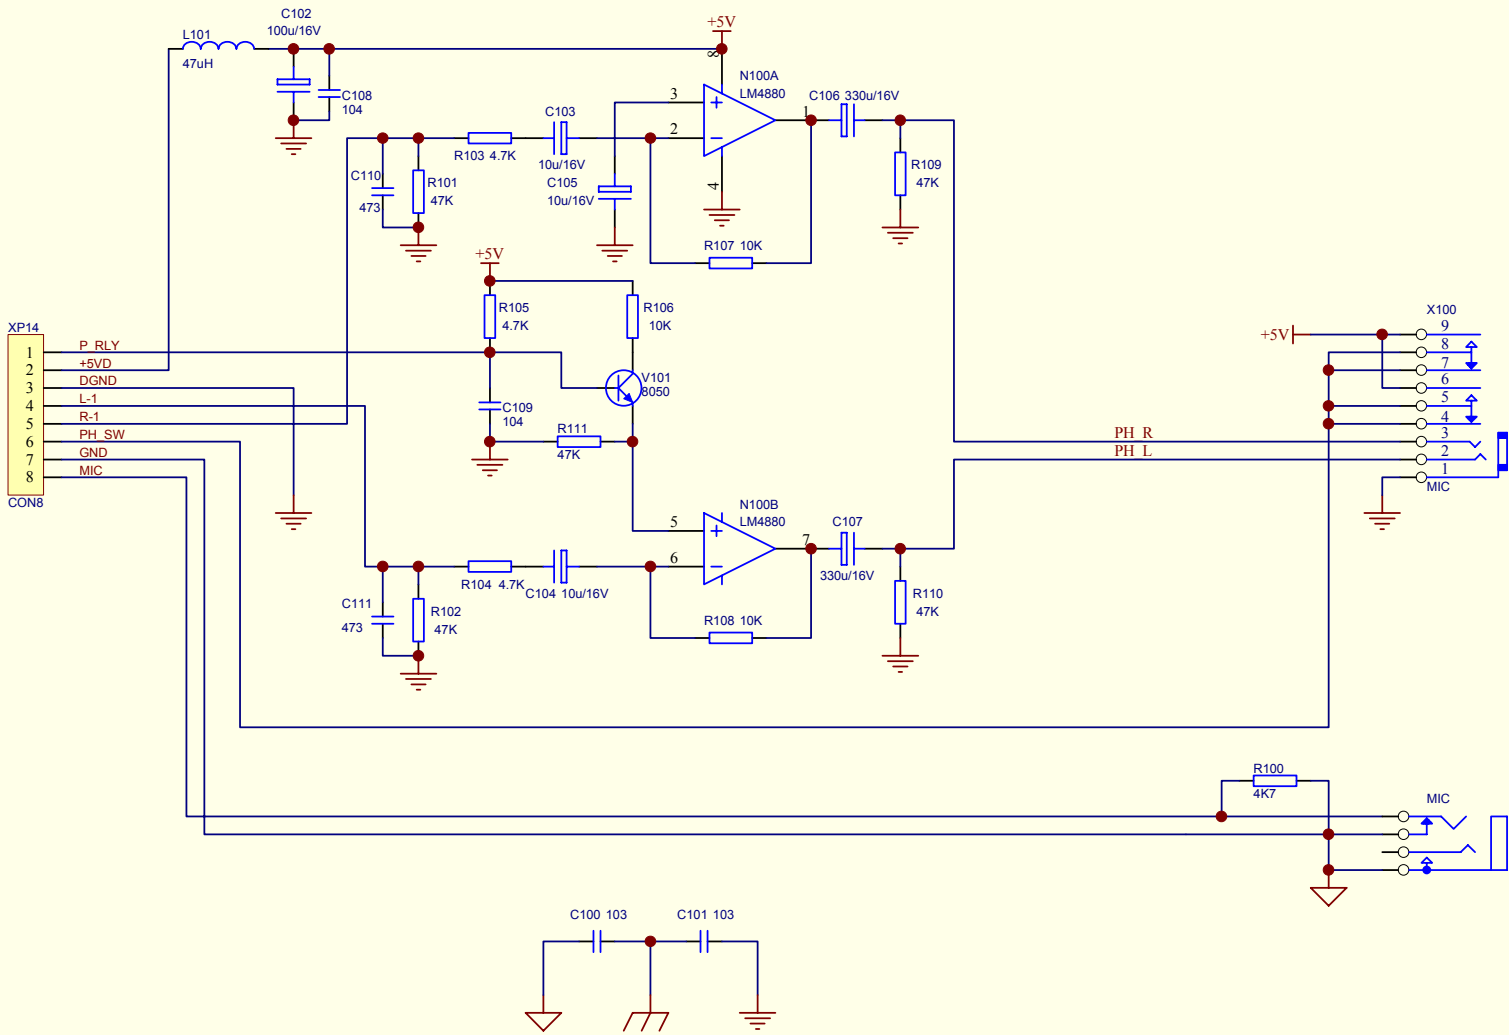 C102
100u/16V
L101
47uH
C108
104
+5V
8
N100A
LM4880
3
2
1
4
C106 330u/16V
C103
10u/16V
R103 4.7K
C105
10u/16V
C110
473
R101
47K
R109
47K
R107 10K
+5V
R105
4.7K
R106
10K
V101
8050
C109
104
R111
47K
XP14
1 P_RLY
2 +5VD
3 DGND
4 L-1
5 R-1
6 PH_SW
7 GND
8 MIC
CON8
N100B
LM4880
5
6
7
C107
330u/16V
R104 4.7K
C104 10u/16V
C111
473
R102
47K
R108 10K
R110
47K
X100
+5V
9
8
7
6
5
4
3
2
1
MIC
PH_R
PH_L
R100
4K7
MIC
C100 103
C101 103